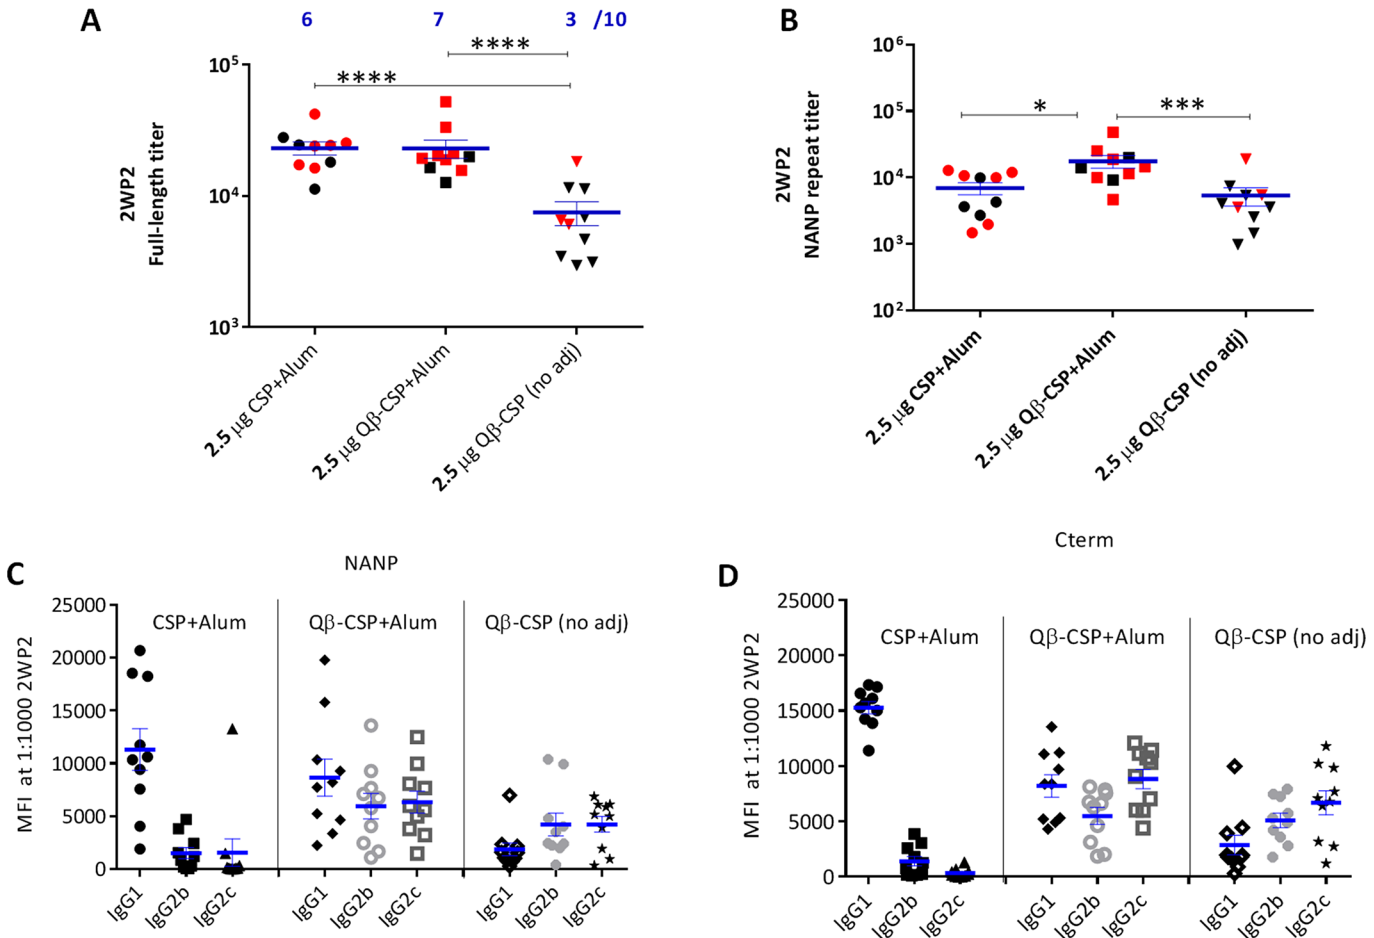 A
6 7 3 /10
****
****
10⁵
10⁴
10³
2WP2
Full-length titer
2.5 µg CSP+Alum
2.5 µg Qβ-CSP+Alum
2.5 µg Qβ-CSP (no adj)
B
10⁶
10⁵
10⁴
10³
10²
*
***
2WP2
NANP repeat titer
2.5 µg CSP+Alum
2.5 µg Qβ-CSP+Alum
2.5 µg Qβ-CSP (no adj)
C
NANP
25000
20000
15000
10000
5000
0
MFI at 1:1000 2WP2
CSP+Alum
Qβ-CSP+Alum
Qβ-CSP (no adj)
IgG1
IgG2b
IgG2c
IgG1
IgG2b
IgG2c
IgG1
IgG2b
IgG2c
D
Cterm
25000
20000
15000
10000
5000
0
MFI at 1:1000 2WP2
CSP+Alum
Qβ-CSP+Alum
Qβ-CSP (no adj)
IgG1
IgG2b
IgG2c
IgG1
IgG2b
IgG2c
IgG1
IgG2b
IgG2c